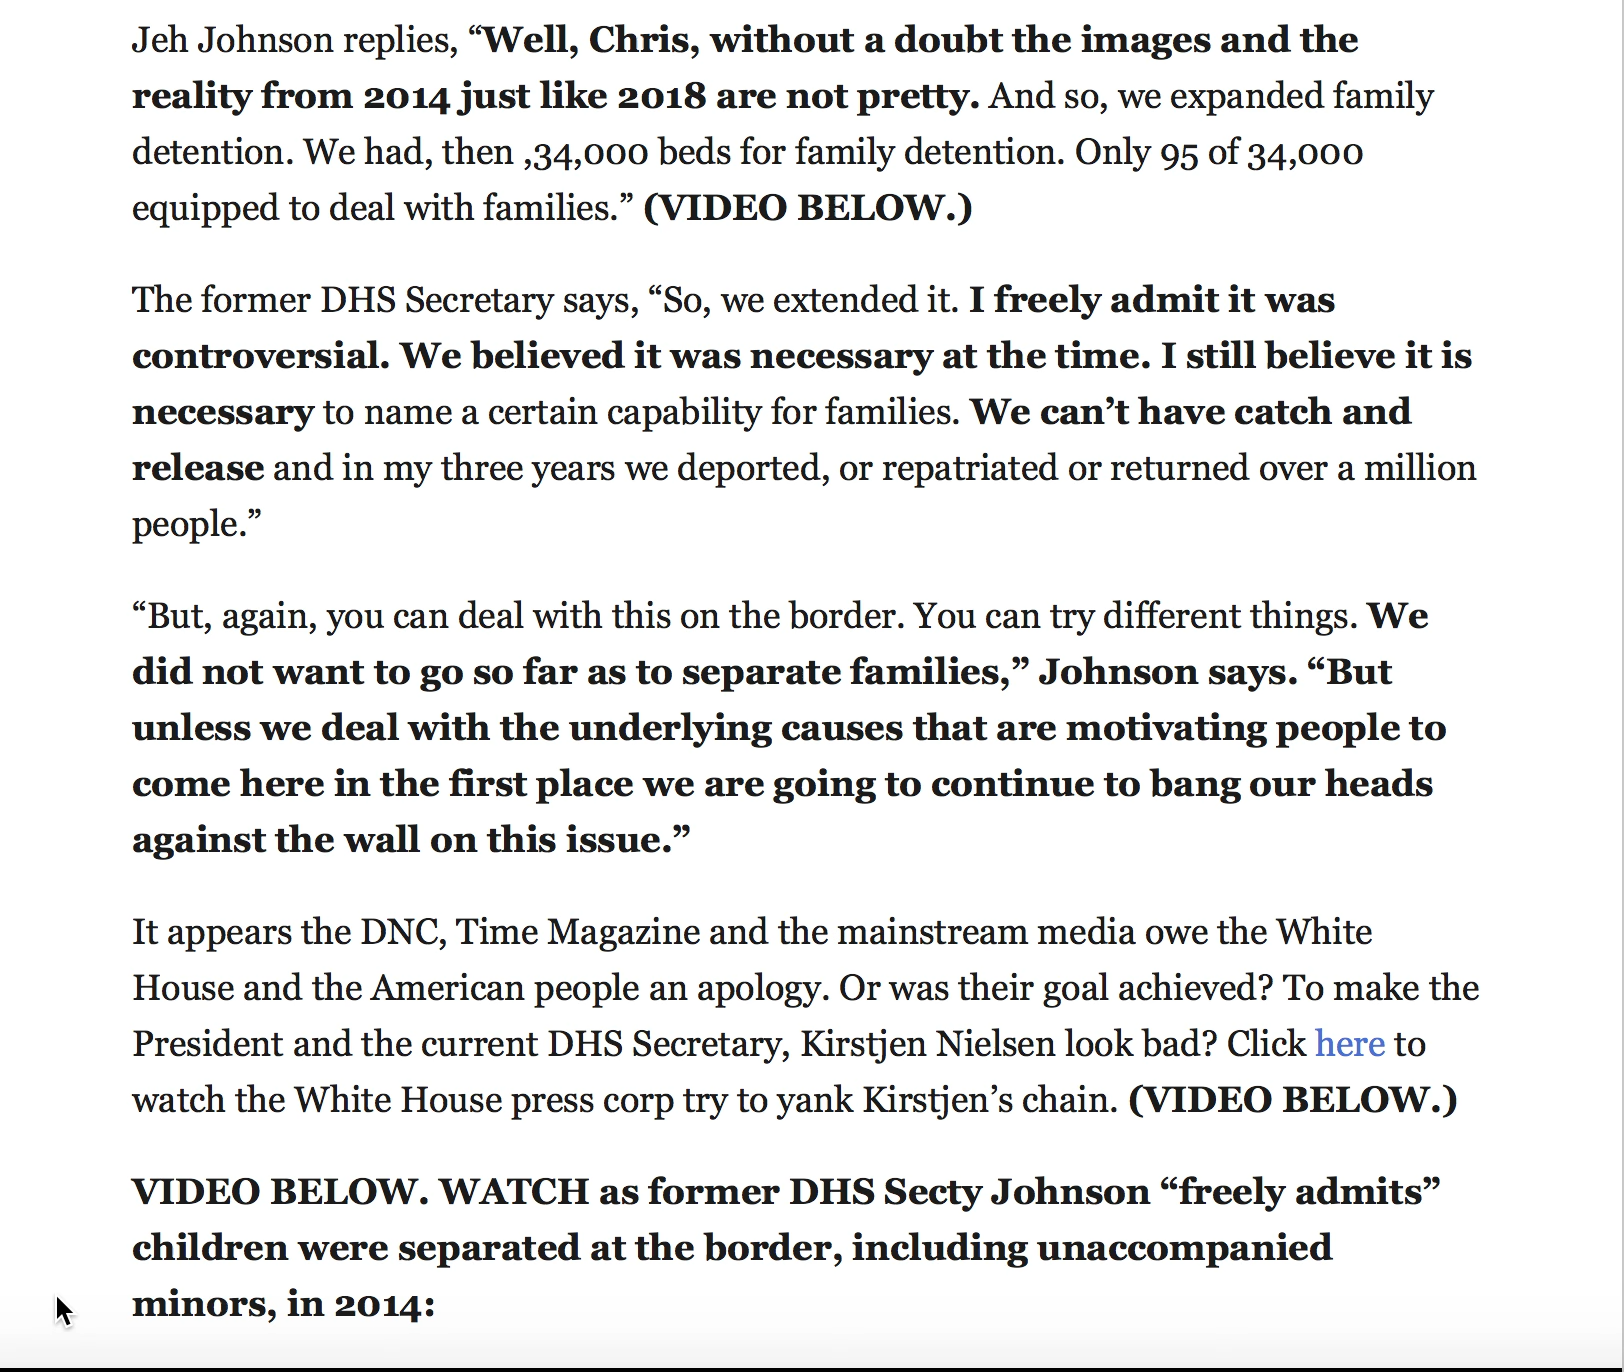 Jeh Johnson replies, “Well, Chris, without a doubt the images and the
reality from 2014 just like 2018 are not pretty. And so, we expanded family
detention. We had, then ,34,000 beds for family detention. Only 95 of 34,000
equipped to deal with families.” (VIDEO BELOW.)
The former DHS Secretary says, “So, we extended it. I freely admit it was
controversial. We believed it was necessary at the time. I still believe it is
necessary to name a certain capability for families. We can’t have catch and
release and in my three years we deported, or repatriated or returned over a million
people.”
“But, again, you can deal with this on the border. You can try different things. We
did not want to go so far as to separate families,” Johnson says. “But
unless we deal with the underlying causes that are motivating people to
come here in the first place we are going to continue to bang our heads
against the wall on this issue.”
It appears the DNC, Time Magazine and the mainstream media owe the White
House and the American people an apology. Or was their goal achieved? To make the
President and the current DHS Secretary, Kirstjen Nielsen look bad? Click here to
watch the White House press corp try to yank Kirstjen’s chain. (VIDEO BELOW.)
VIDEO BELOW. WATCH as former DHS Secty Johnson “freely admits”
children were separated at the border, including unaccompanied
minors, in 2014: